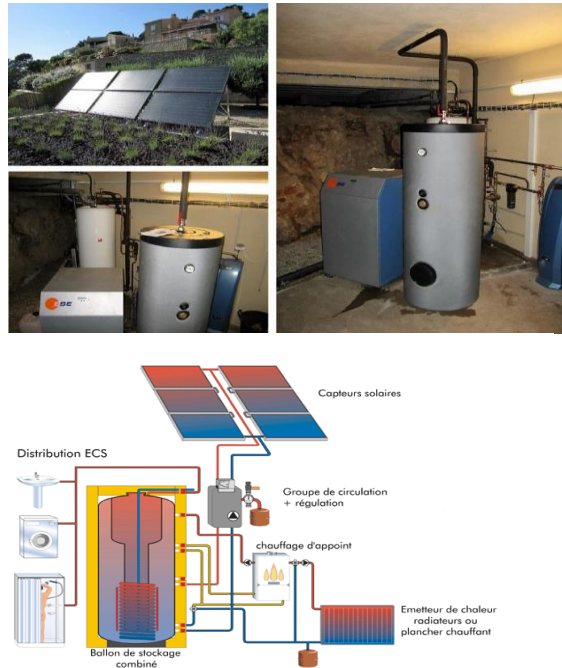 SE
Capteurs solaires
Distribution ECS
Groupe de circulation
+ régulation
chauffage d'appoint
Emetteur de chaleur
radiateurs ou
plancher chauffant
Ballon de stockage
combiné